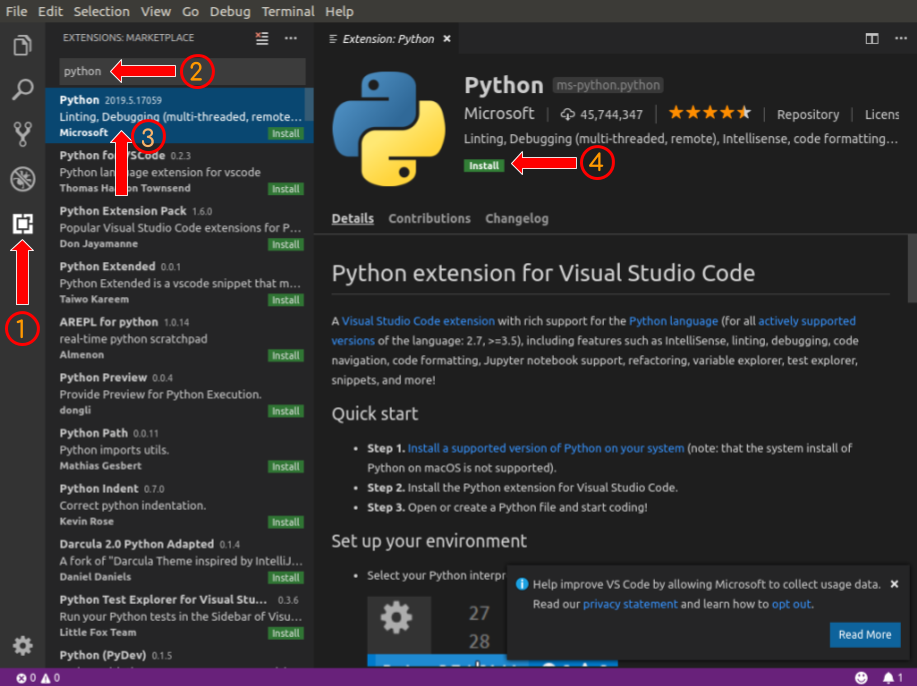 File Edit Selection View Go Debug Terminal Help
EXTENSIONS: MARKETPLACE
python
2
Python 2019.5.17059
Linting, Debugging (multi-threaded, remote...
Microsoft
Install
3
Python for VSCode 0.2.3
Python language extension for vscode
Thomas Townsend
Install
Python Extension Pack 1.6.0
Popular Visual Studio Code extensions for P...
Don Jayamanne
Install
1
Python Extended 0.0.1
Python Extended is a vscode snippet that m...
Taiwo Kareem
Install
AREPL for python 1.0.14
real-time python scratchpad
Almenon
Install
Python Preview 0.0.4
Provide Preview for Python Execution.
dongli
Install
Python Path 0.0.11
Python imports utils.
Mathias Gesbert
Install
Python Indent 0.7.0
Correct python indentation.
Kevin Rose
Install
Darcula 2.0 Python Adapted 0.1.4
A fork of "Darcula Theme inspired by IntelliJ...
Daniel Daniels
Install
Python Test Explorer for Visual Stu... 0.3.6
Run your Python tests in the Sidebar of Visu...
Little Fox Team
Install
Python (PyDev) 0.1.5
Extension: Python
Python ms-python.python
Microsoft 45,744,347 Repository Licens
Linting, Debugging (multi-threaded, remote), Intellisense, code formatting...
Install
4
Details Contributions Changelog
Python extension for Visual Studio Code
A Visual Studio Code extension with rich support for the Python language (for all actively supported
versions of the language: 2.7, >=3.5), including features such as IntelliSense, linting, debugging, code
navigation, code formatting, Jupyter notebook support, refactoring, variable explorer, test explorer,
snippets, and more!
Quick start
• Step 1. Install a supported version of Python on your system (note: that the system install of
Python on macOS is not supported).
• Step 2. Install the Python extension for Visual Studio Code.
• Step 3. Open or create a Python file and start coding!
Set up your environment
• Select your Python interpr
27
28
Help improve VS Code by allowing Microsoft to collect usage data.
Read our privacy statement and learn how to opt out.
Read More
0 0
1